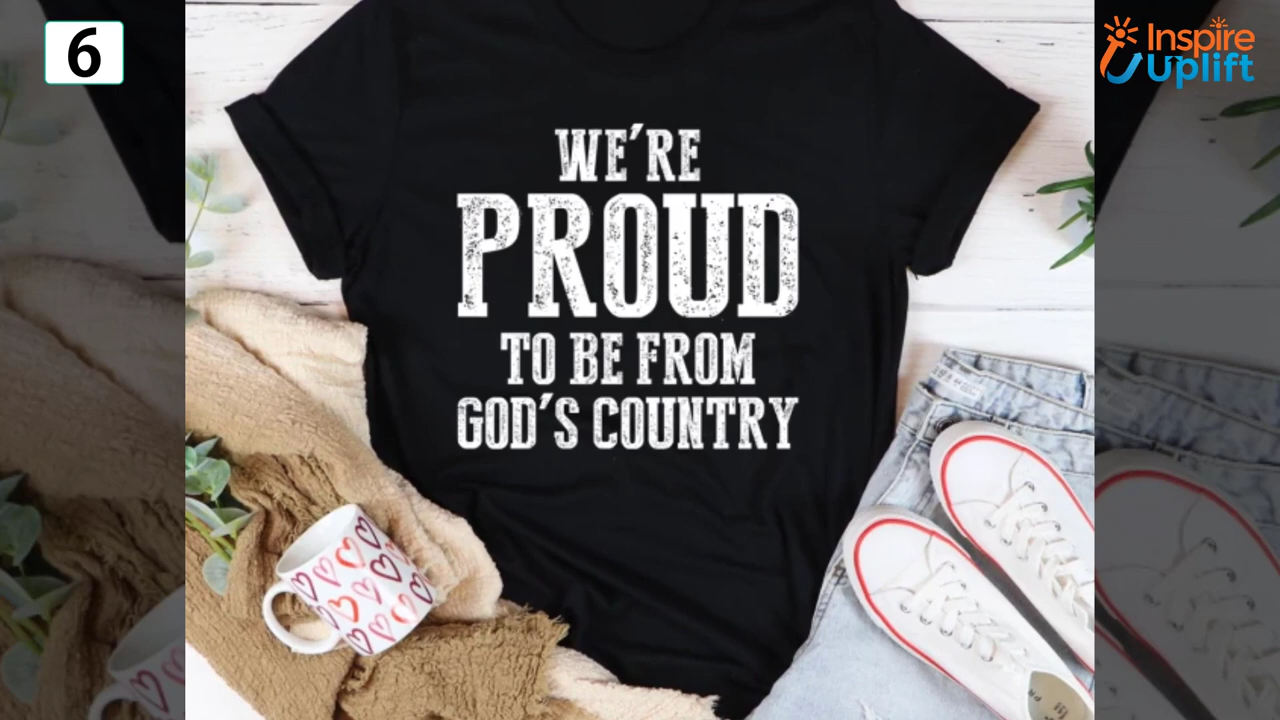 6
Inspire
Uplift
WE'RE
PROUD
TO BE FROM
GOD'S COUNTRY